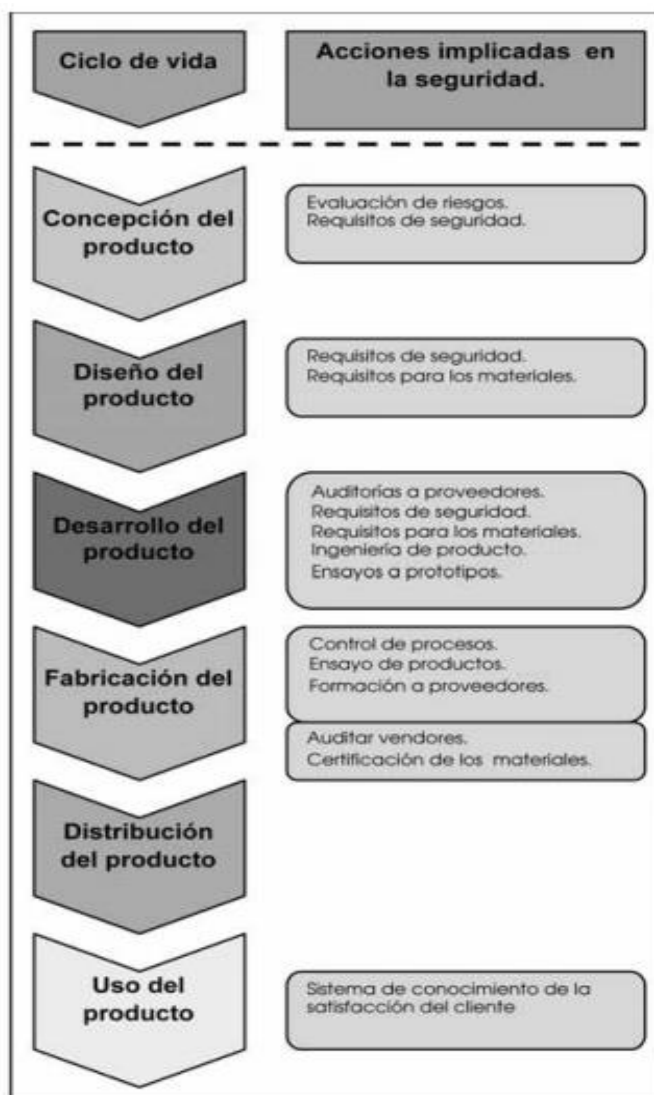 Ciclo de vida
Acciones implicadas en
la seguridad.
Concepción del
producto
Evaluación de riesgos.
Requisitos de seguridad.
Diseño del
producto
Requisitos de seguridad.
Requisitos para los materiales.
Desarrollo del
producto
Auditorías a proveedores.
Requisitos de seguridad.
Requisitos para los materiales.
Ingeniería de producto.
Ensayos a prototipos.
Fabricación del
producto
Control de procesos.
Ensayo de productos.
Formación a proveedores.
Auditar vendores.
Certificación de los materiales.
Distribución
del producto
Uso del
producto
Sistema de conocimiento de la
satisfacción del cliente